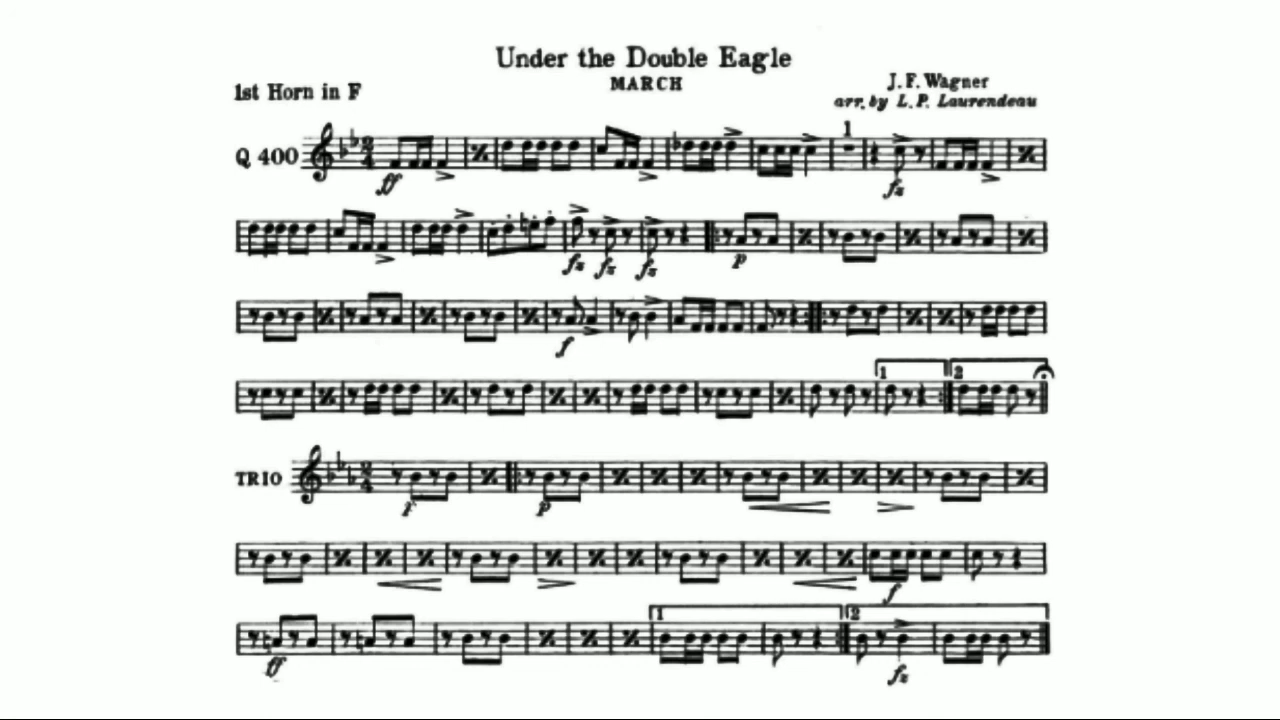 Under the Double Eagle
MARCH
1st Horn in F
J. F. Wagner
arr. by L. P. Laurendeau
Q 400
1
ff
fz
fz fz fz
p
f
1 2
TRIO
p
p
f
1 2
ff
fz